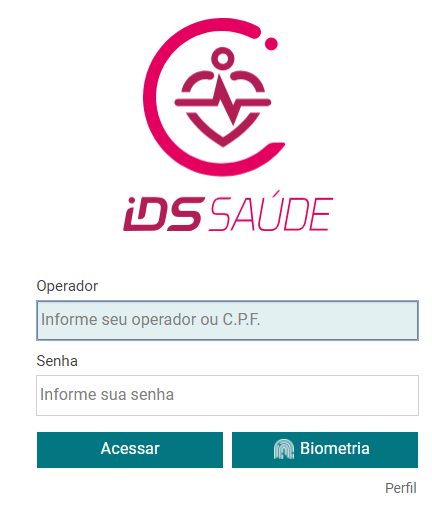 iDS SAÚDE
Operador
Informe seu operador ou C.P.F.
Senha
Informe sua senha
Acessar
Biometria
Perfil